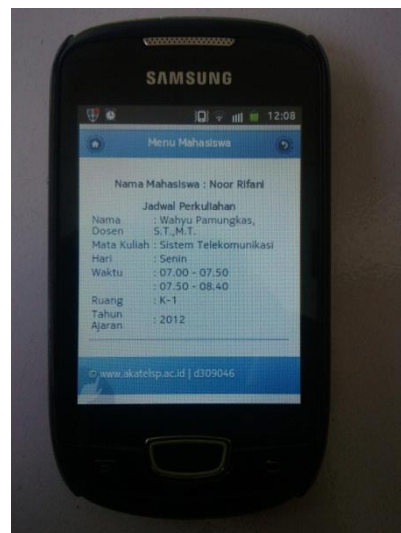 SAMSUNG
12:08
Menu Mahasiswa
Nama Mahasiswa : Noor Rifani
Jadwal Perkuliahan
Nama Dosen : Wahyu Pamungkas, S.T.,M.T.
Mata Kuliah : Sistem Telekomunikasi
Hari : Senin
Waktu : 07.00 - 07.50
: 07.50 - 08.40
Ruang : K-1
Tahun Ajaran : 2012
© www.akatelsp.ac.id | d309046